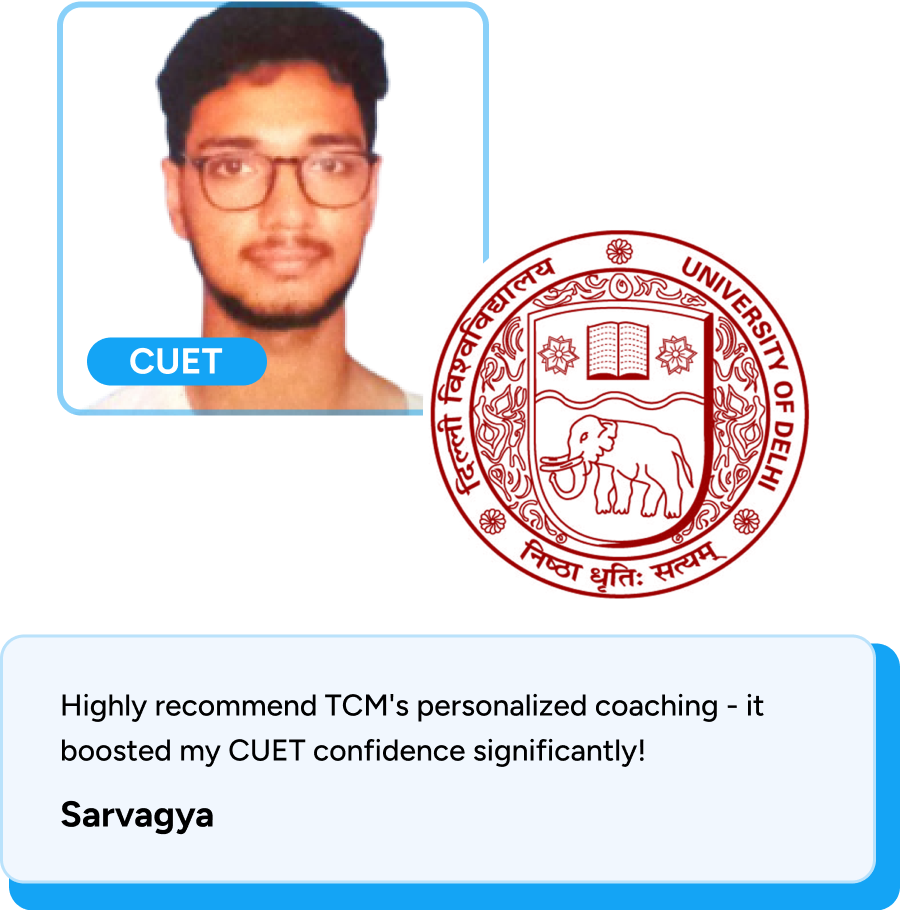 CUET
दिल्ली विश्वविद्यालय
UNIVERSITY OF DELHI
निष्ठा धृतिः सत्यम्
Highly recommend TCM's personalized coaching - it
boosted my CUET confidence significantly!
Sarvagya